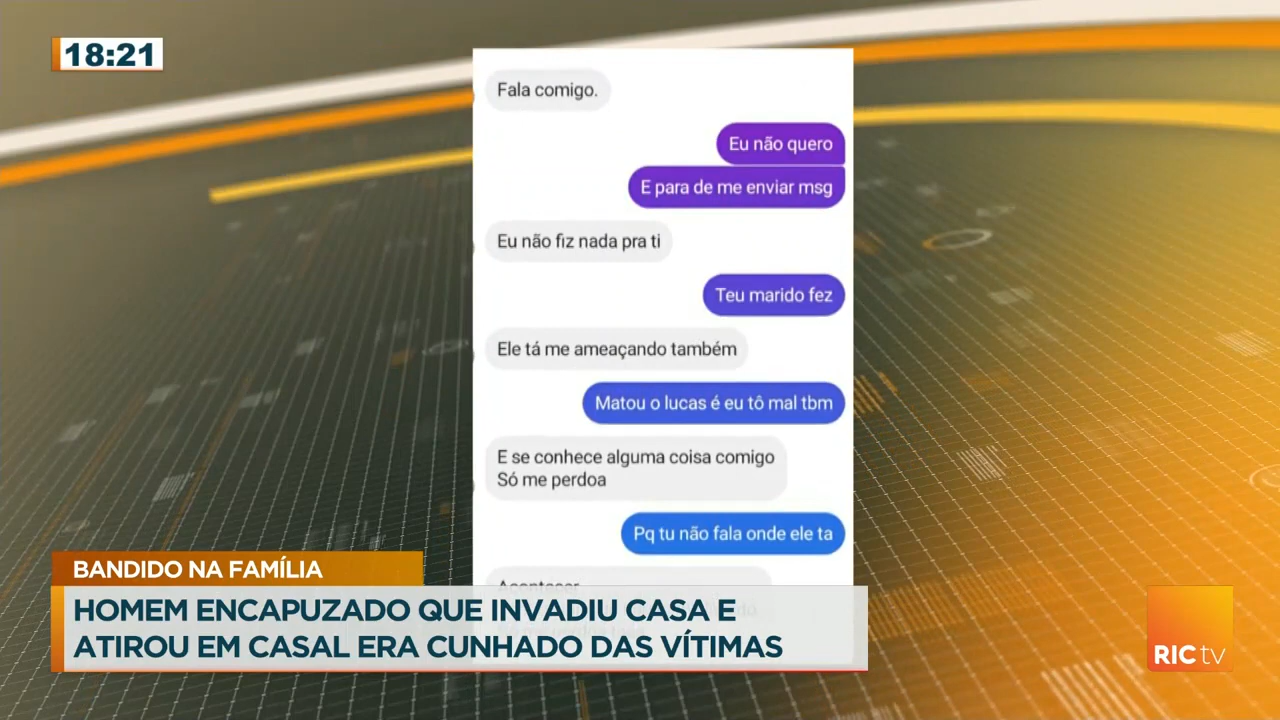 18:21
Fala comigo.
Eu não quero
E para de me enviar msg
Eu não fiz nada pra ti
Teu marido fez
Ele tá me ameaçando também
Matou o lucas é eu tô mal tbm
E se conhece alguma coisa comigo
Só me perdoa
Pq tu não fala onde ele ta
Acontecer
BANDIDO NA FAMÍLIA
HOMEM ENCAPUZADO QUE INVADIU CASA E
ATIROU EM CASAL ERA CUNHADO DAS VÍTIMAS
RIC tv